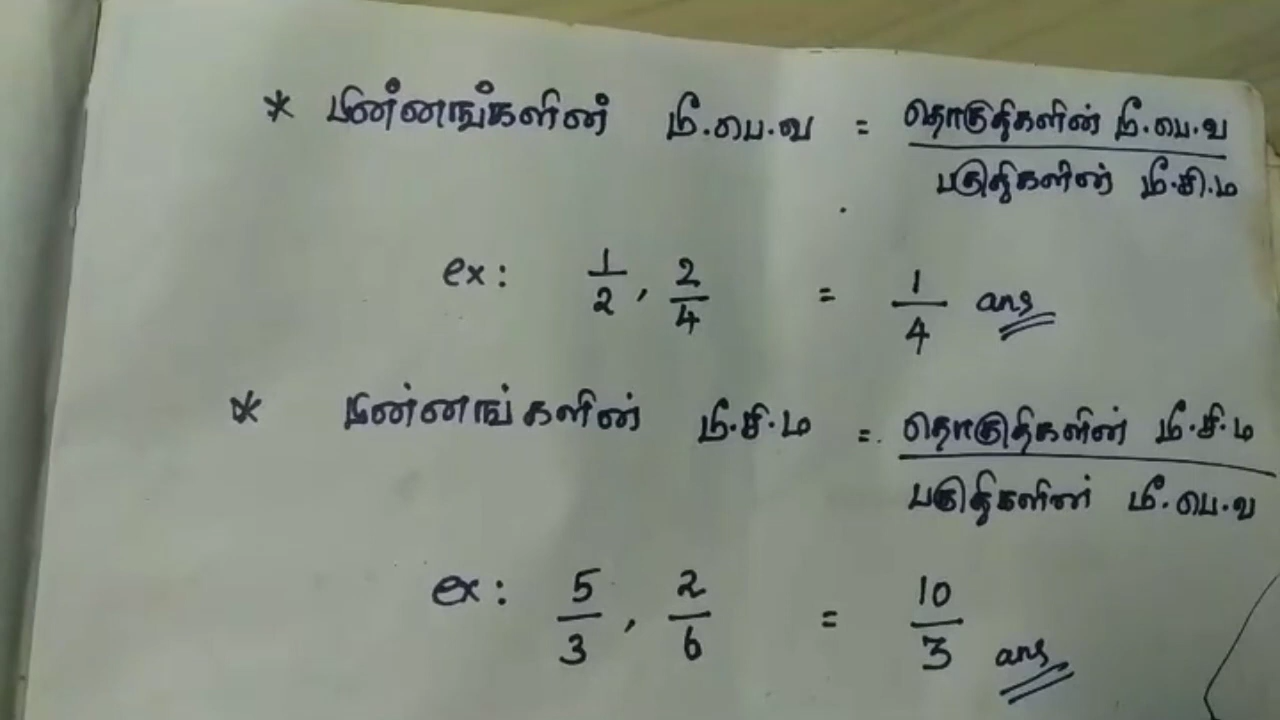 * பின்னங்களின் மீ.பெ.வ = தொகுதிகளின் மீ.பெ.வ
பகுதிகளின் மீ.சி.ம
ex: 1/2, 2/4 = 1/4 ans
* பின்னங்களின் மீ.சி.ம = தொகுதிகளின் மீ.சி.ம
பகுதிகளின் மீ.பெ.வ
ex: 5/3, 2/6 = 10/3 ans